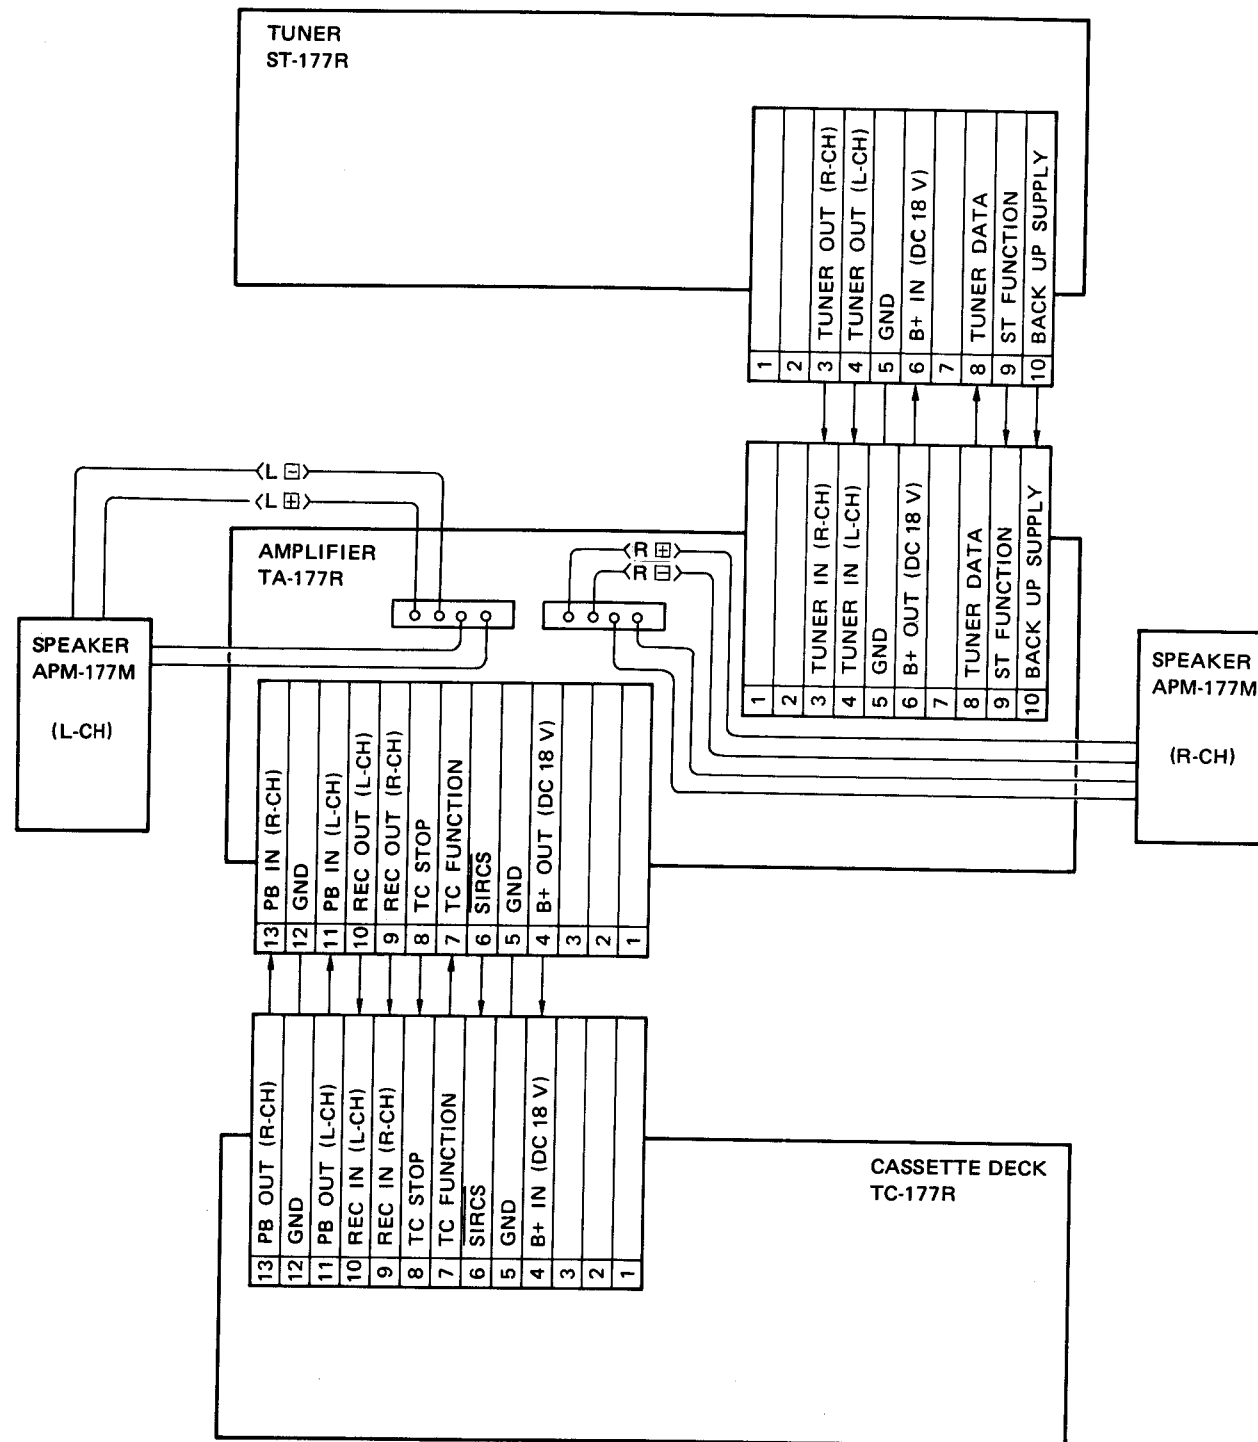 TUNER
ST-177R
1
2
3 TUNER OUT (R-CH)
4 TUNER OUT (L-CH)
5 GND
6 B+ IN (DC 18 V)
7
8 TUNER DATA
9 ST FUNCTION
10 BACK UP SUPPLY
L ⊟
L ⊞
AMPLIFIER
TA-177R
R ⊞
R ⊟
1
2
3 TUNER IN (R-CH)
4 TUNER IN (L-CH)
5 GND
6 B+ OUT (DC 18 V)
7
8 TUNER DATA
9 ST FUNCTION
10 BACK UP SUPPLY
SPEAKER
APM-177M
(L-CH)
SPEAKER
APM-177M
(R-CH)
13 PB IN (R-CH)
12 GND
11 PB IN (L-CH)
10 REC OUT (L-CH)
9 REC OUT (R-CH)
8 TC STOP
7 TC FUNCTION
6 SIRCS
5 GND
4 B+ OUT (DC 18 V)
3
2
1
13 PB OUT (R-CH)
12 GND
11 PB OUT (L-CH)
10 REC IN (L-CH)
9 REC IN (R-CH)
8 TC STOP
7 TC FUNCTION
6 SIRCS
5 GND
4 B+ IN (DC 18 V)
3
2
1
CASSETTE DECK
TC-177R